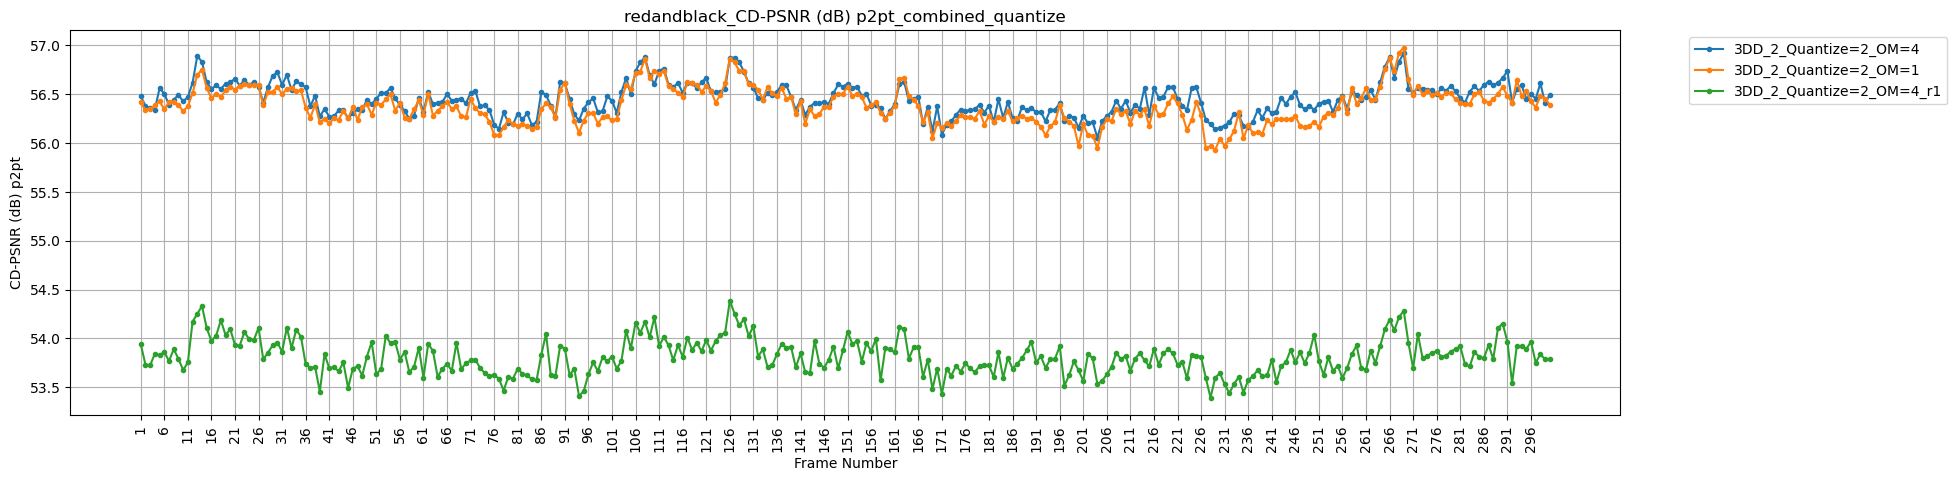 redandblack_CD-PSNR (dB) p2pt_combined_quantize
CD-PSNR (dB) p2pt
57.0
56.5
56.0
55.5
55.0
54.5
54.0
53.5
1 6 11 16 21 26 31 36 41 46 51 56 61 66 71 76 81 86 91 96 101 106 111 116 121 126 131 136 141 146 151 156 161 166 171 176 181 186 191 196 201 206 211 216 221 226 231 236 241 246 251 256 261 266 271 276 281 286 291 296
Frame Number
3DD_2_Quantize=2_OM=4
3DD_2_Quantize=2_OM=1
3DD_2_Quantize=2_OM=4_r1